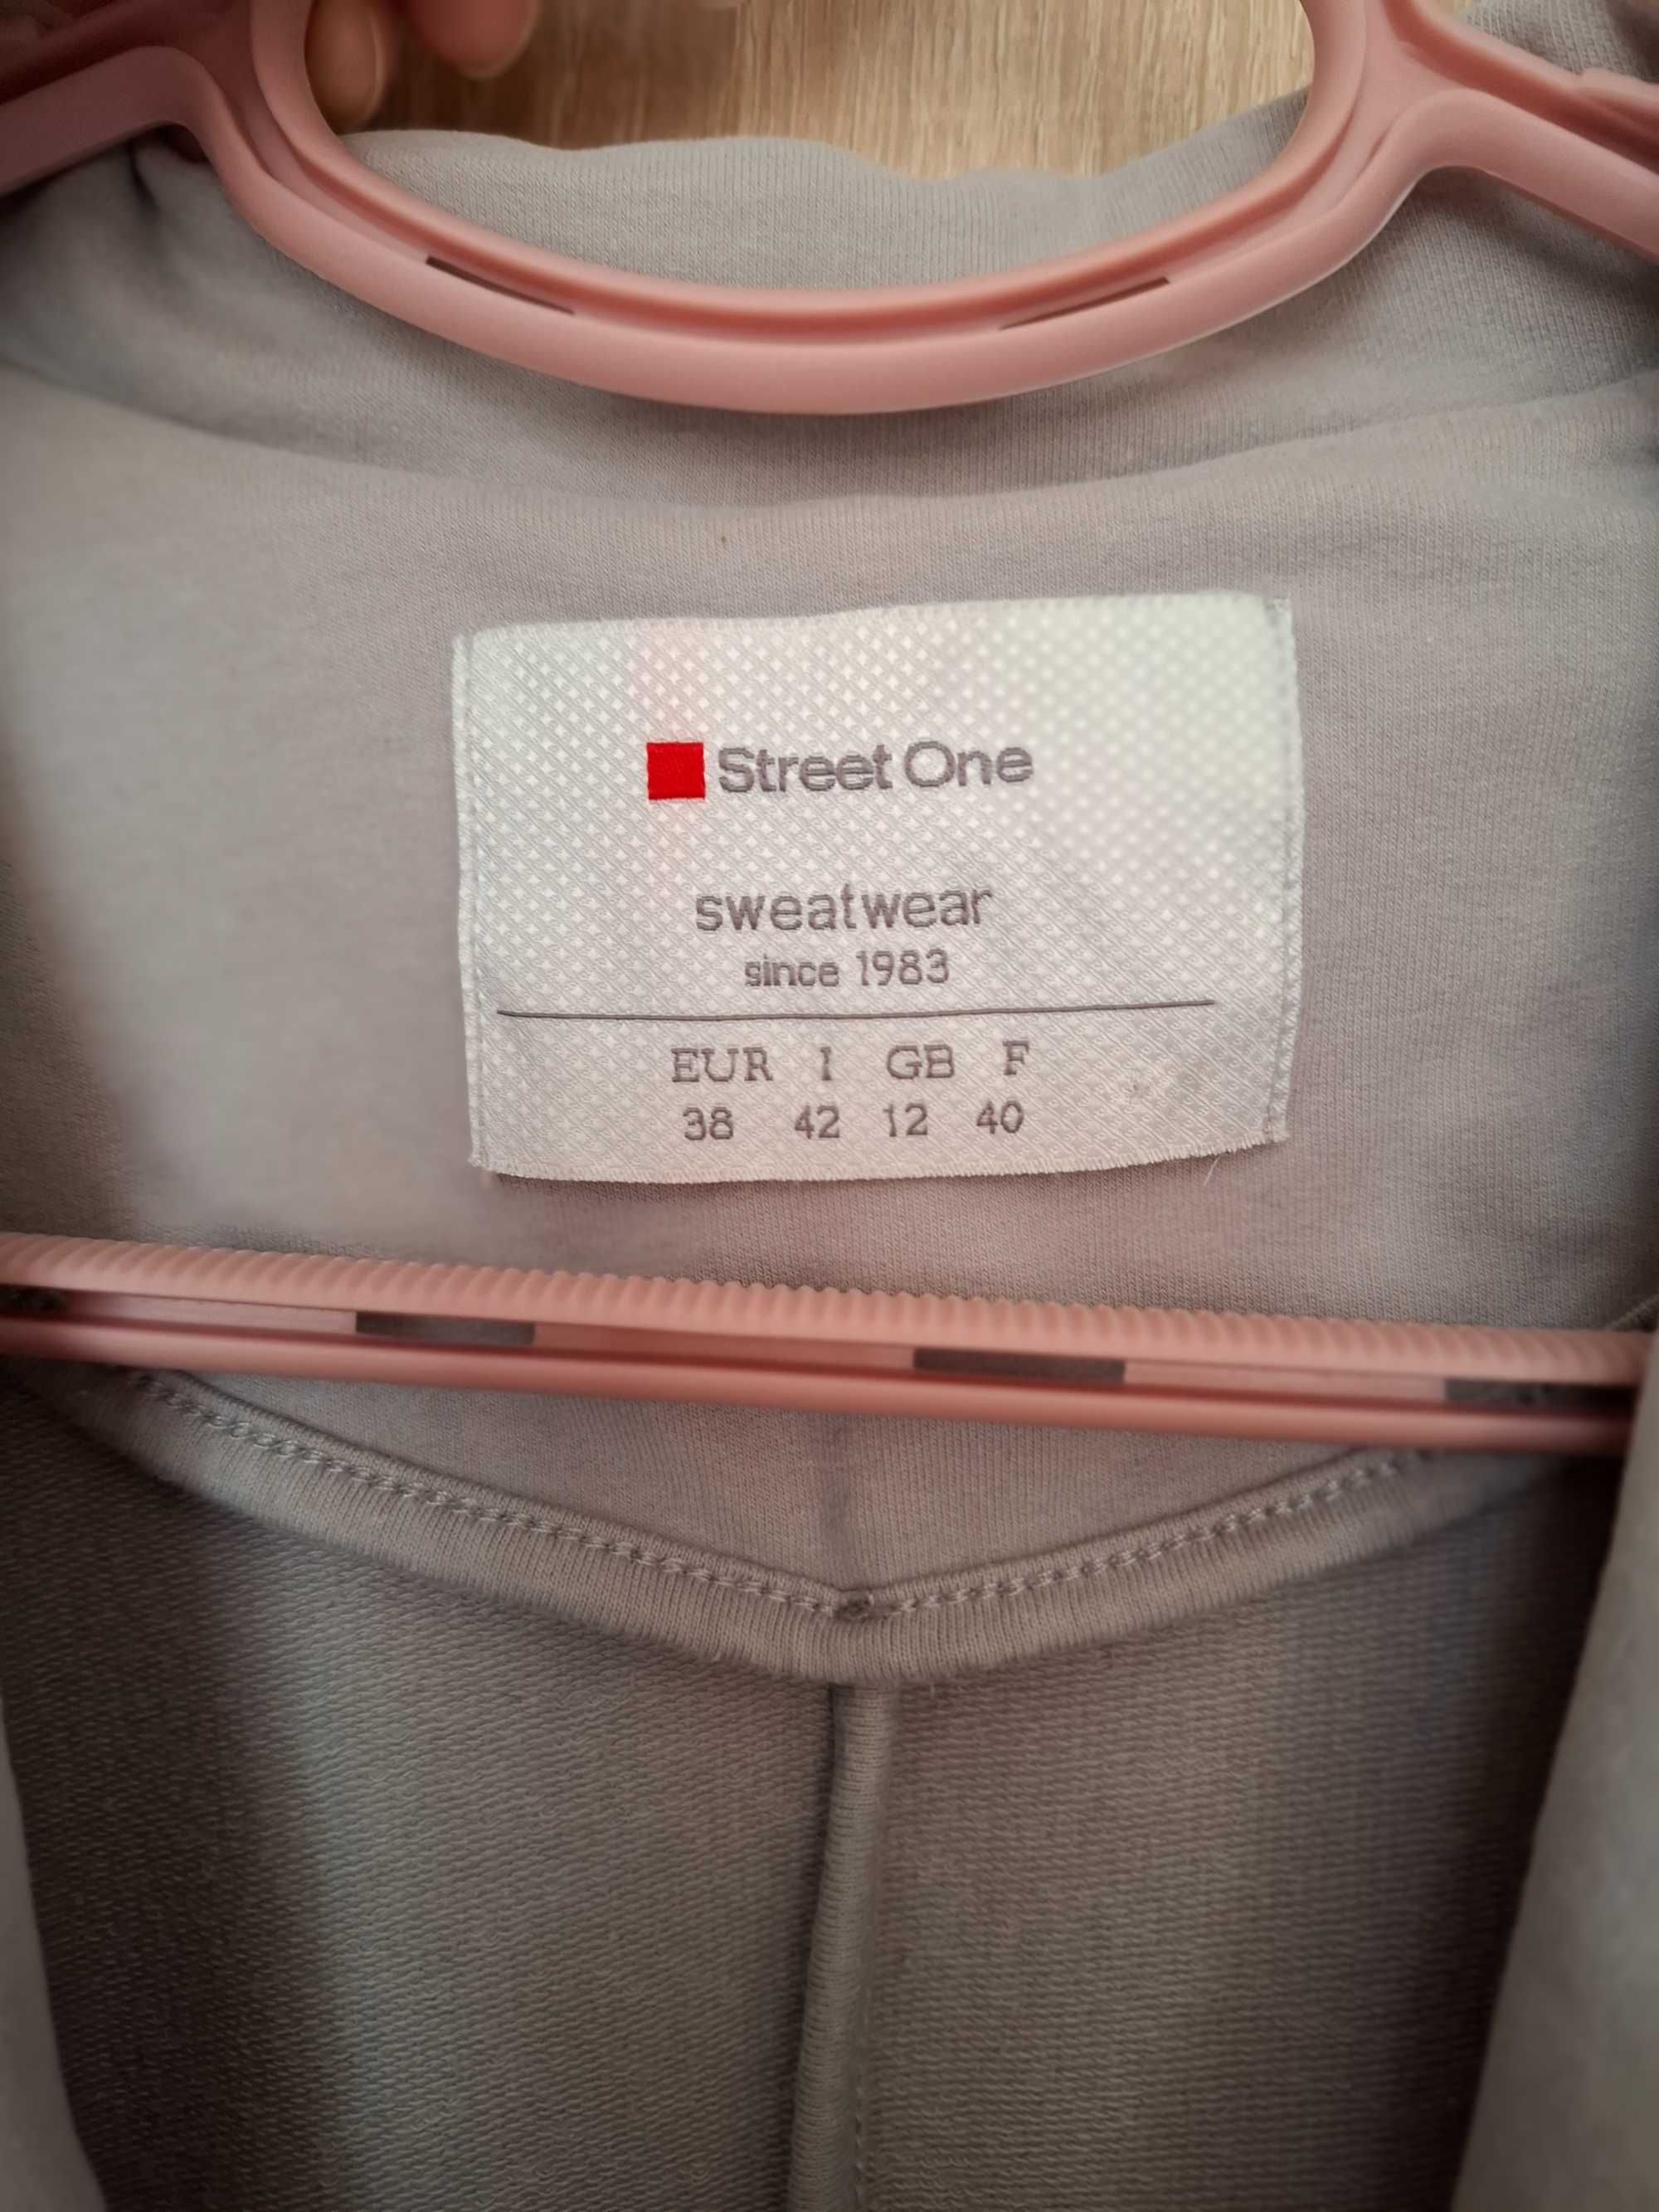 Street One
sweatwear
since 1983
EUR I GB F
38 42 12 40